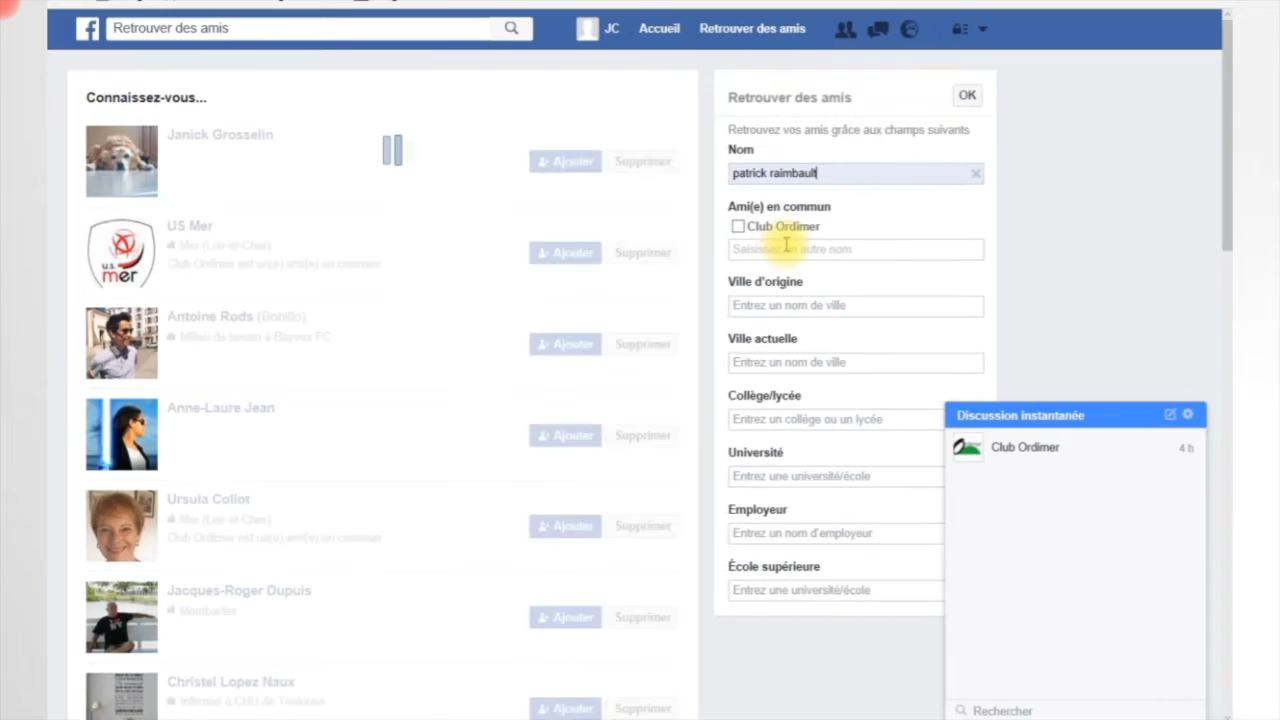 Retrouver des amis
JC Accueil Retrouver des amis
Connaissez-vous...
Janick Grosselin
Ajouter Supprimer
US Mer
Mer (Loir-et-Cher)
Club Ordimer est un(e) ami(e) en commun
Ajouter Supprimer
Antoine Rods (Bonillo)
Milieu de terrain à Bayeux FC
Ajouter Supprimer
Anne-Laure Jean
Ajouter Supprimer
Ursula Collot
Mer (Loir-et-Cher)
Club Ordimer est un(e) ami(e) en commun
Ajouter Supprimer
Jacques-Roger Dupuis
Ajouter Supprimer
Christel Lopez Naux
Infirmier à CHU de Toulouse
Ajouter Supprimer
u.s.
mer
Retrouver des amis
OK
Retrouvez vos amis grâce aux champs suivants
Nom
patrick raimbault
Ami(e) en commun
Club Ordimer
Saisissez un autre nom
Ville d'origine
Entrez un nom de ville
Ville actuelle
Entrez un nom de ville
Collège/lycée
Entrez un collège ou un lycée
Université
Entrez une université/école
Employeur
Entrez un nom d'employeur
École supérieure
Entrez une université/école
Discussion instantanée
Club Ordimer 4 h
Rechercher